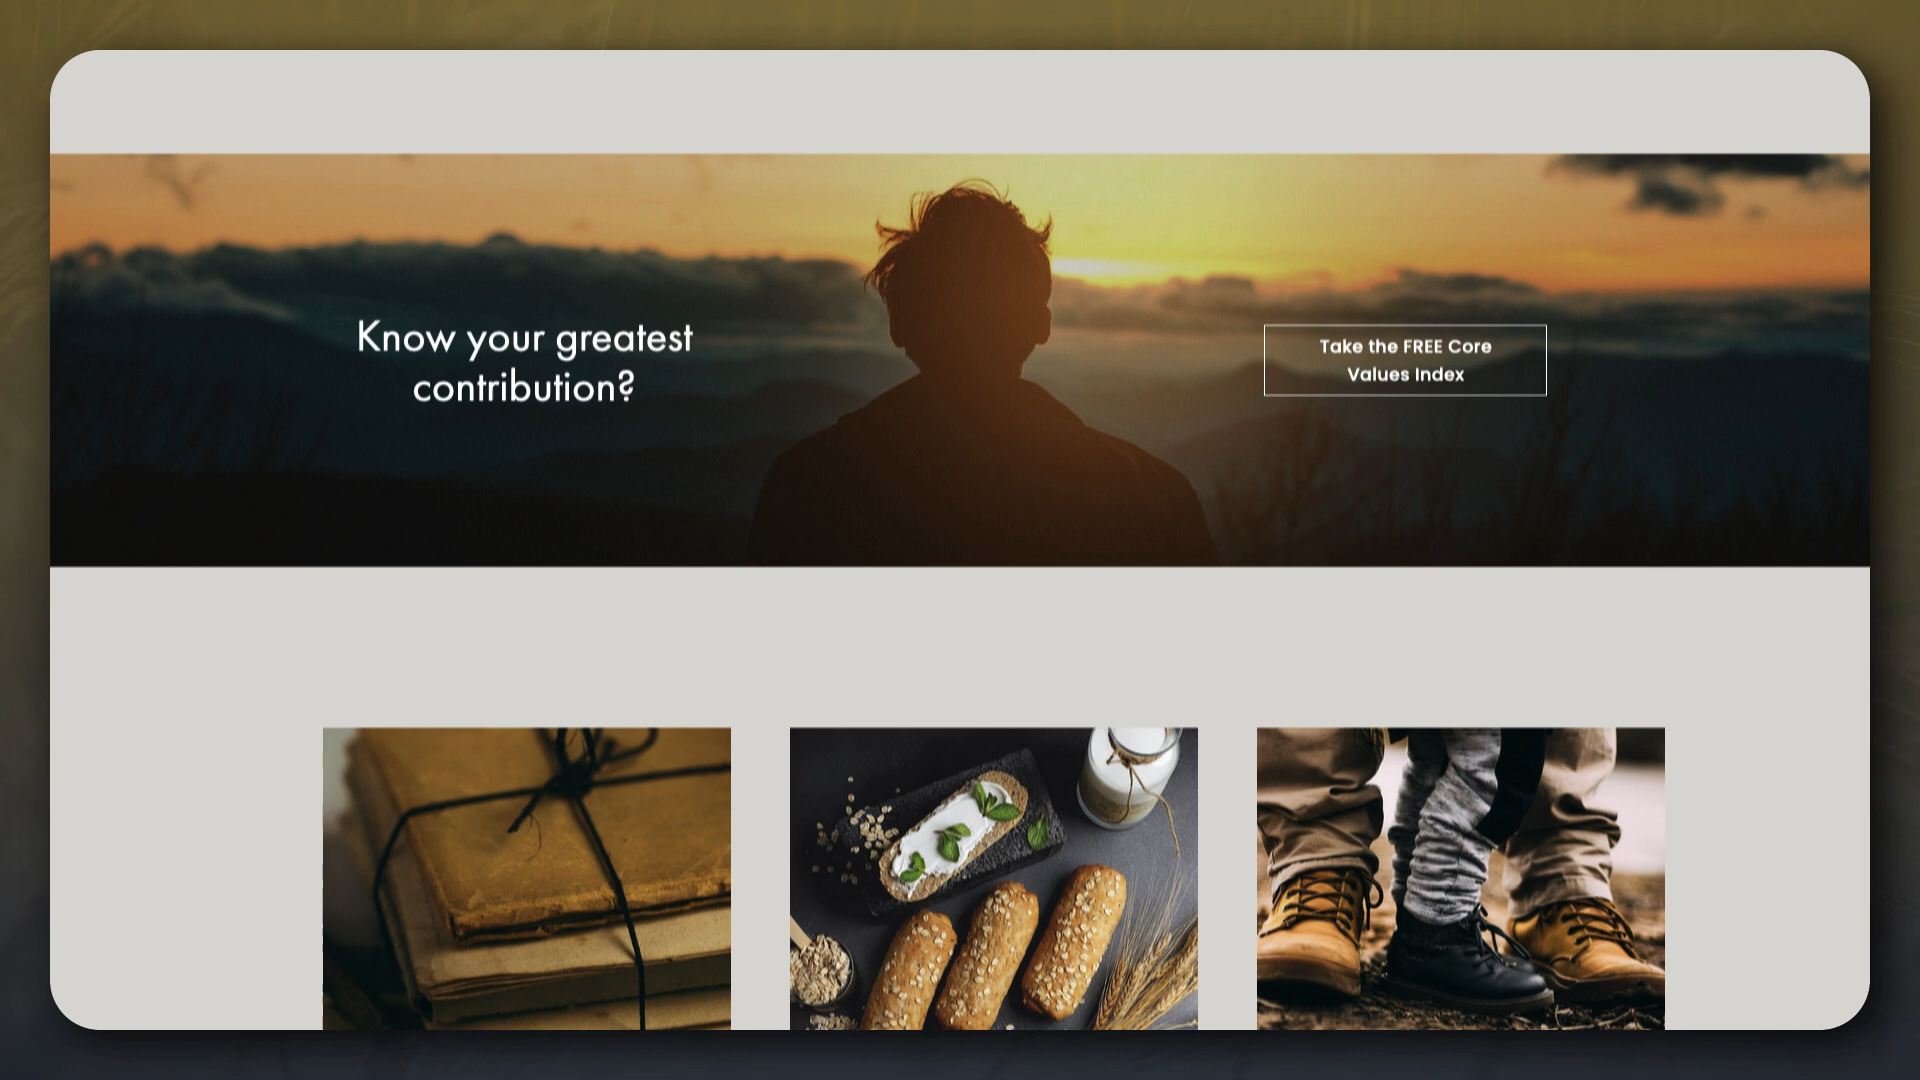 Know your greatest
contribution?
Take the FREE Core
Values Index